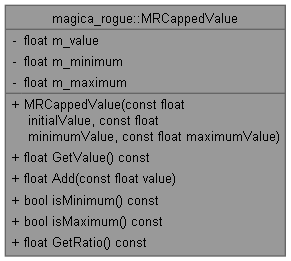 magica_rogue::MRCappedValue
- float m_value
- float m_minimum
- float m_maximum
+ MRCappedValue(const float
initialValue, const float
minimumValue, const float maximumValue)
+ float GetValue() const
+ float Add(const float value)
+ bool isMinimum() const
+ bool isMaximum() const
+ float GetRatio() const